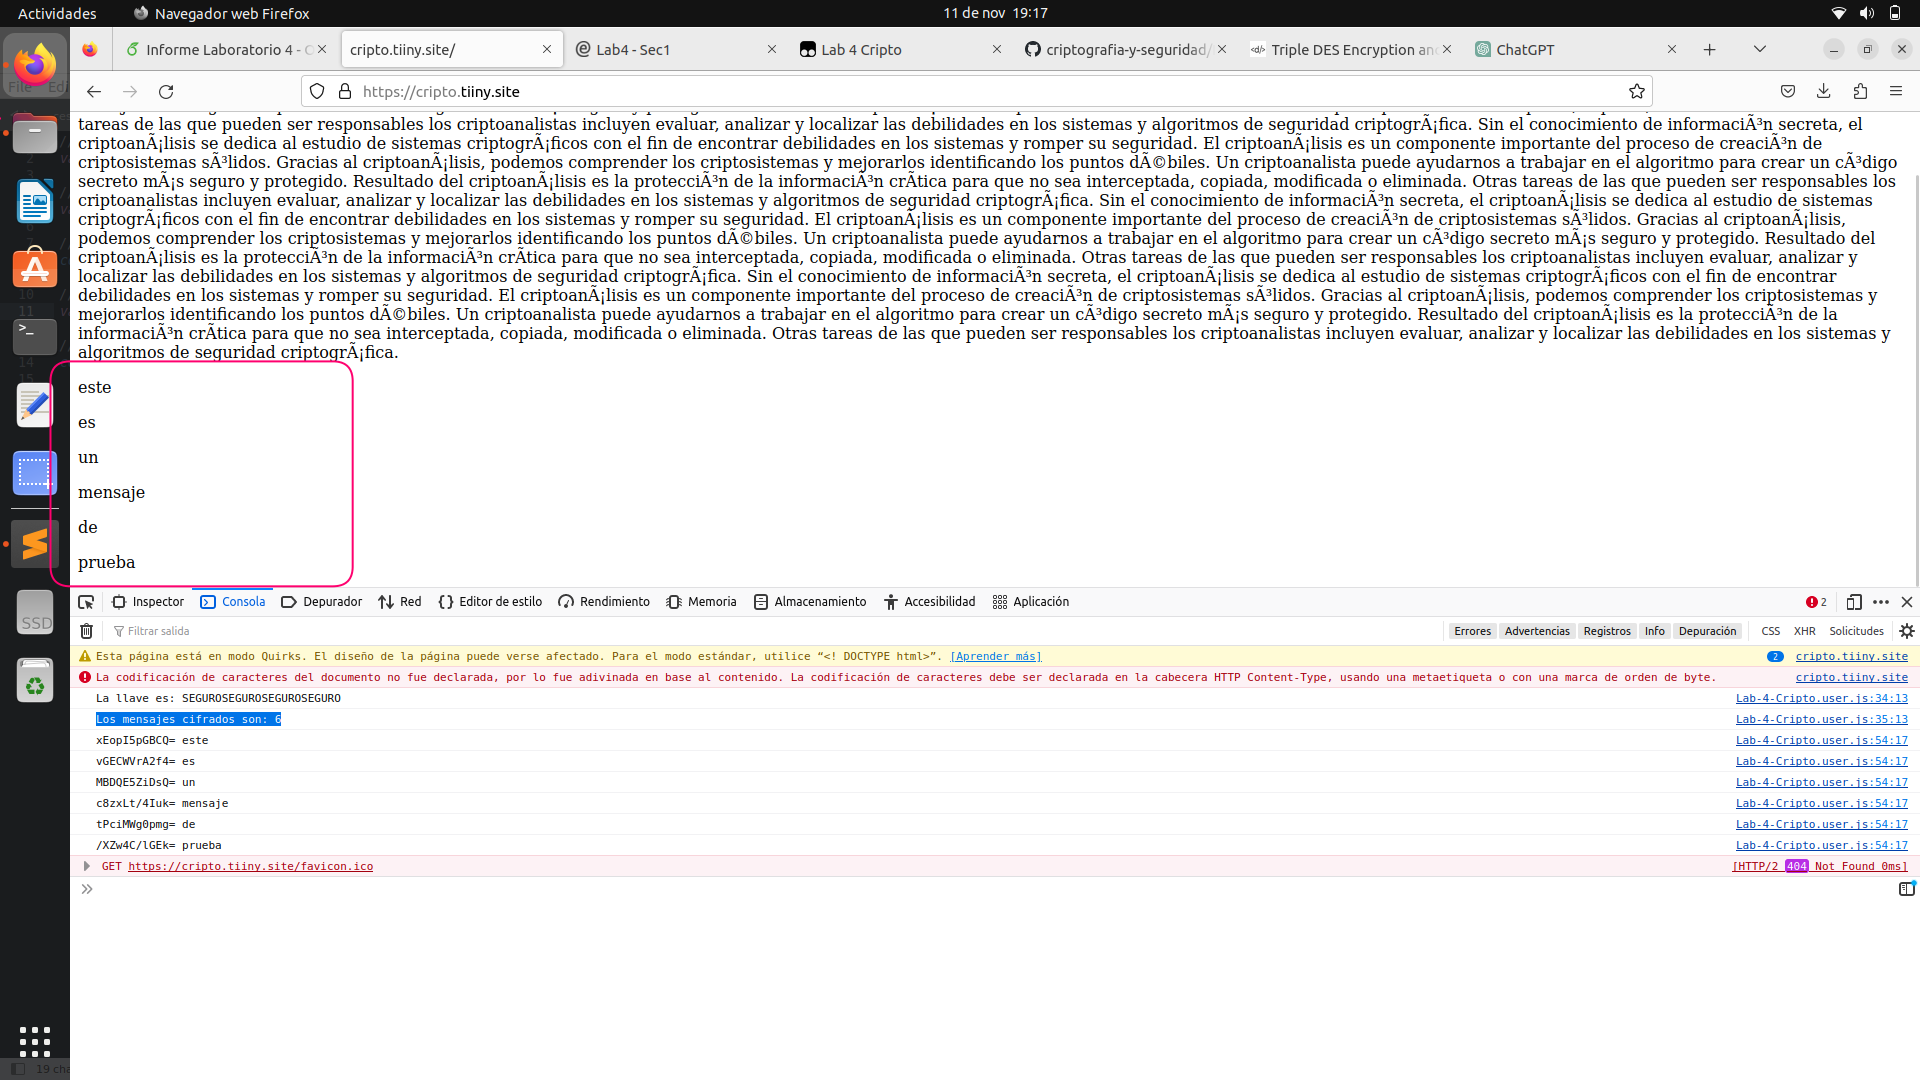 Actividades
Navegador web Firefox
11 de nov 19:17
Informe Laboratorio 4 -
cripto.tiiny.site/
Lab4 - Sec1
Lab 4 Cripto
criptografia-y-seguridad/
Triple DES Encryption an
ChatGPT
https://cripto.tiiny.site
tareas de las que pueden ser responsables los criptoanalistas incluyen evaluar, analizar y localizar las debilidades en los sistemas y algoritmos de seguridad criptogrÃ¡fica. Sin el conocimiento de informaciÃ³n secreta, el
criptoanÃ¡lisis se dedica al estudio de sistemas criptogrÃ¡ficos con el fin de encontrar debilidades en los sistemas y romper su seguridad. El criptoanÃ¡lisis es un componente importante del proceso de creaciÃ³n de
criptosistemas sÃ³lidos. Gracias al criptoanÃ¡lisis, podemos comprender los criptosistemas y mejorarlos identificando los puntos dÃ©biles. Un criptoanalista puede ayudarnos a trabajar en el algoritmo para crear un cÃ³digo
secreto mÃ¡s seguro y protegido. Resultado del criptoanÃ¡lisis es la protecciÃ³n de la informaciÃ³n crÃtica para que no sea interceptada, copiada, modificada o eliminada. Otras tareas de las que pueden ser responsables los
criptoanalistas incluyen evaluar, analizar y localizar las debilidades en los sistemas y algoritmos de seguridad criptogrÃ¡fica. Sin el conocimiento de informaciÃ³n secreta, el criptoanÃ¡lisis se dedica al estudio de sistemas
criptogrÃ¡ficos con el fin de encontrar debilidades en los sistemas y romper su seguridad. El criptoanÃ¡lisis es un componente importante del proceso de creaciÃ³n de criptosistemas sÃ³lidos. Gracias al criptoanÃ¡lisis,
podemos comprender los criptosistemas y mejorarlos identificando los puntos dÃ©biles. Un criptoanalista puede ayudarnos a trabajar en el algoritmo para crear un cÃ³digo secreto mÃ¡s seguro y protegido. Resultado del
criptoanÃ¡lisis es la protecciÃ³n de la informaciÃ³n crÃtica para que no sea interceptada, copiada, modificada o eliminada. Otras tareas de las que pueden ser responsables los criptoanalistas incluyen evaluar, analizar y
localizar las debilidades en los sistemas y algoritmos de seguridad criptogrÃ¡fica. Sin el conocimiento de informaciÃ³n secreta, el criptoanÃ¡lisis se dedica al estudio de sistemas criptogrÃ¡ficos con el fin de encontrar
debilidades en los sistemas y romper su seguridad. El criptoanÃ¡lisis es un componente importante del proceso de creaciÃ³n de criptosistemas sÃ³lidos. Gracias al criptoanÃ¡lisis, podemos comprender los criptosistemas y
mejorarlos identificando los puntos dÃ©biles. Un criptoanalista puede ayudarnos a trabajar en el algoritmo para crear un cÃ³digo secreto mÃ¡s seguro y protegido. Resultado del criptoanÃ¡lisis es la protecciÃ³n de la
informaciÃ³n crÃtica para que no sea interceptada, copiada, modificada o eliminada. Otras tareas de las que pueden ser responsables los criptoanalistas incluyen evaluar, analizar y localizar las debilidades en los sistemas y
algoritmos de seguridad criptogrÃ¡fica.
este
es
un
mensaje
de
prueba
SSD
Inspector
Consola
Depurador
Red
Editor de estilo
Rendimiento
Memoria
Almacenamiento
Accesibilidad
Aplicación
2
Filtrar salida
Errores
Advertencias
Registros
Info
Depuración
CSS
XHR
Solicitudes
Esta página está en modo Quirks. El diseño de la página puede verse afectado. Para el modo estándar, utilice “<! DOCTYPE html>”. [Aprender más] 2 cripto.tiiny.site
La codificación de caracteres del documento no fue declarada, por lo fue adivinada en base al contenido. La codificación de caracteres debe ser declarada en la cabecera HTTP Content-Type, usando una metaetiqueta o con una marca de orden de byte. cripto.tiiny.site
La llave es: SEGUROSEGUROSEGUROSEGURO Lab-4-Cripto.user.js:34:13
Los mensajes cifrados son: 6 Lab-4-Cripto.user.js:35:13
xEopI5pGBCQ= este Lab-4-Cripto.user.js:54:17
vGECWVrA2f4= es Lab-4-Cripto.user.js:54:17
MBDQE5ZiDsQ= un Lab-4-Cripto.user.js:54:17
c8zxLt/4Iuk= mensaje Lab-4-Cripto.user.js:54:17
tPciMWg0pmg= de Lab-4-Cripto.user.js:54:17
/XZw4C/lGEk= prueba Lab-4-Cripto.user.js:54:17
GET https://cripto.tiiny.site/favicon.ico [HTTP/2 404 Not Found 0ms]
19 cha